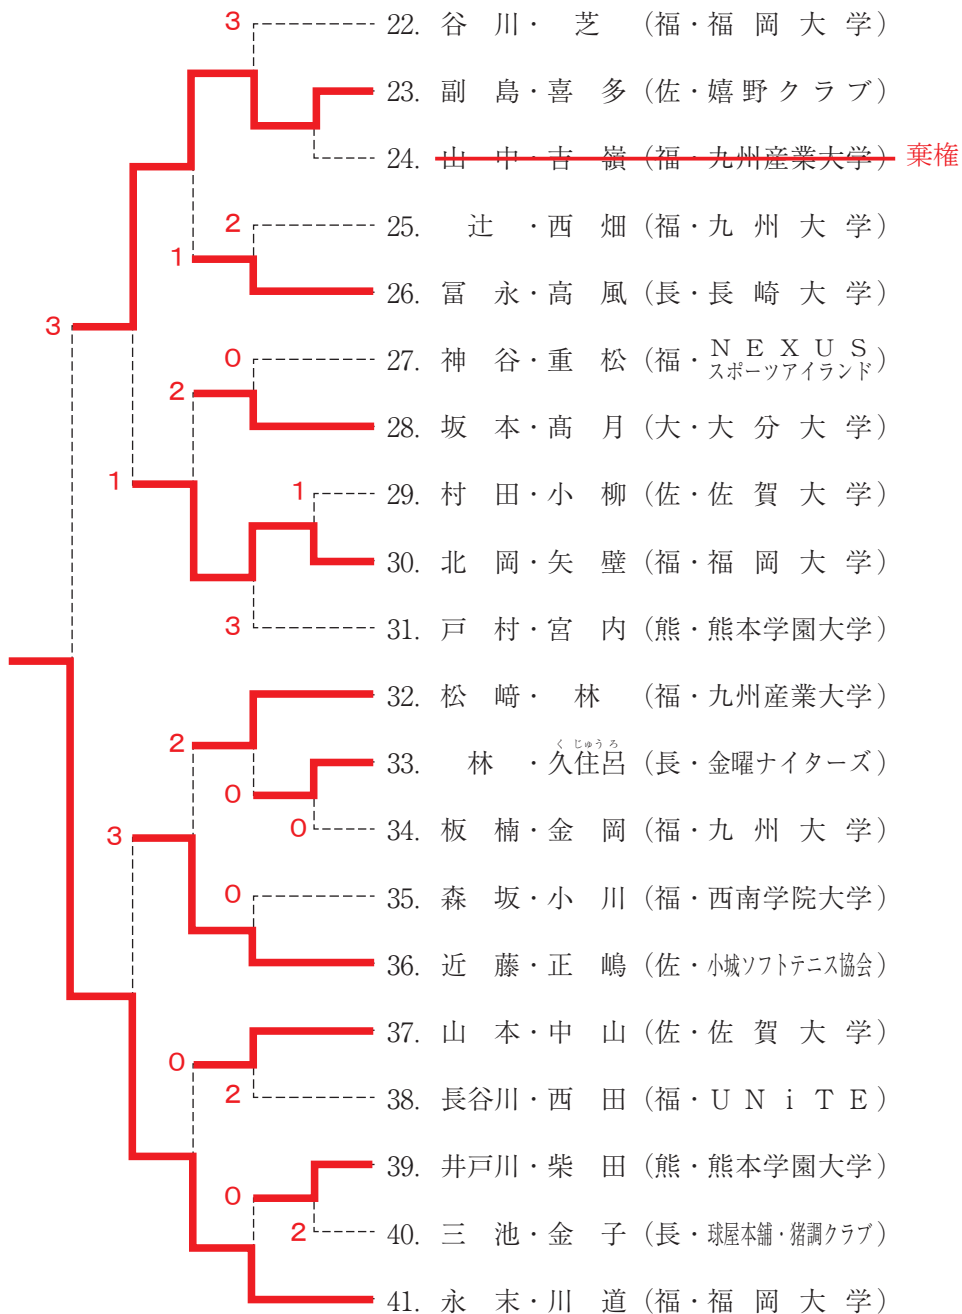 3
22. 谷川・芝 (福・福岡大学)
23. 副島・喜多 (佐・嬉野クラブ)
24. 山中・吉嶺 (福・九州産業大学) 棄権
2
25. 辻・西畑 (福・九州大学)
1
26. 冨永・高風 (長・長崎大学)
3
0
27. 神谷・重松 (福・NEXUS
スポーツアイランド)
2
28. 坂本・髙月 (大・大分大学)
1
1
29. 村田・小柳 (佐・佐賀大学)
30. 北岡・矢壁 (福・福岡大学)
3
31. 戸村・宮内 (熊・熊本学園大学)
32. 松﨑・林 (福・九州産業大学)
2
く じゅうろ
33. 林・久住呂 (長・金曜ナイターズ)
0
0
34. 板楠・金岡 (福・九州大学)
3
0
35. 森坂・小川 (福・西南学院大学)
36. 近藤・正嶋 (佐・小城ソフトテニス協会)
37. 山本・中山 (佐・佐賀大学)
0
2
38. 長谷川・西田 (福・UNiTE)
39. 井戸川・柴田 (熊・熊本学園大学)
0
2
40. 三池・金子 (長・球屋本舗・猪調クラブ)
41. 永末・川道 (福・福岡大学)